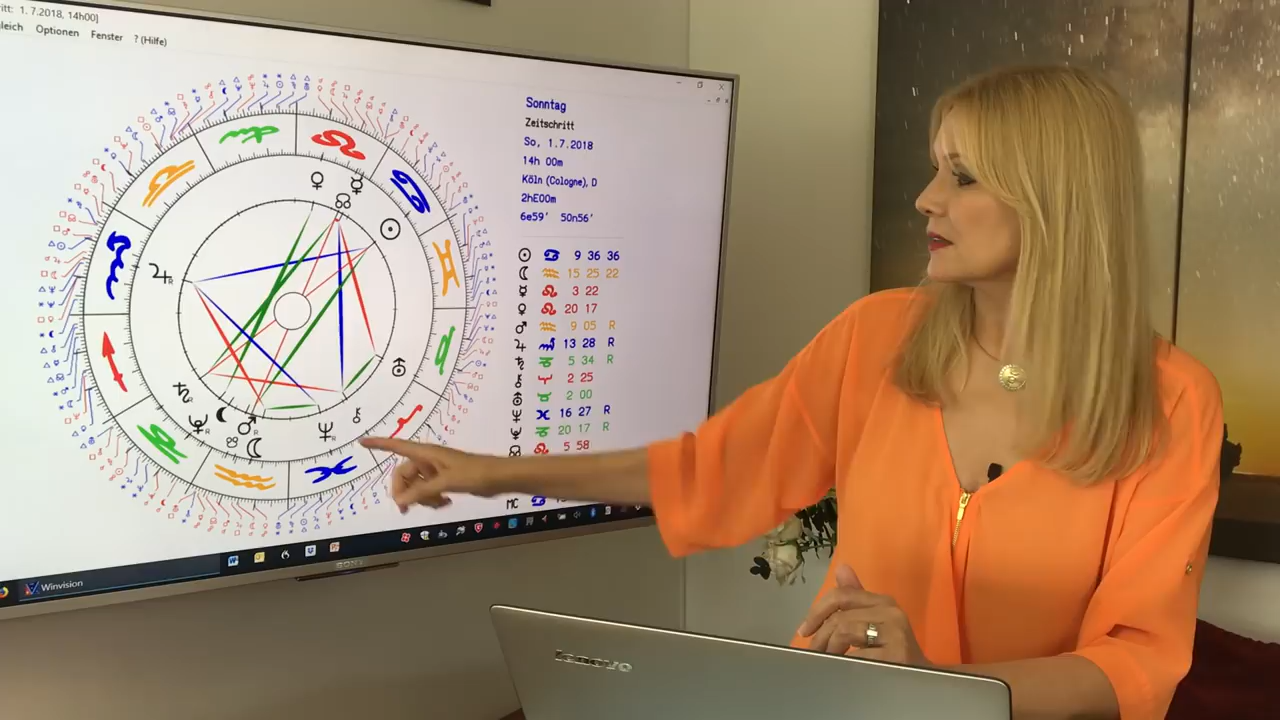 ritt: 1.7.2018, 14h00]
leich Optionen Fenster ? (Hilfe)
Sonntag
Zeitschritt
So, 1.7.2018
14h 00m
Köln (Cologne), D
2hE00m
6e59' 50n56'
☉ ♋ 9 36 36
☾ ♒ 15 25 22
☿ ♌ 3 22
♀ ♌ 20 17
♂ ♒ 9 05 R
♃ ♏ 13 28 R
♄ ♑ 5 34 R
⚷ ♈ 2 25
⛢ ♉ 2 00
♆ ♓ 16 27 R
♇ ♑ 20 17 R
☊ ♌ 5 58
MC ♋
Winvision
SONY
lenovo